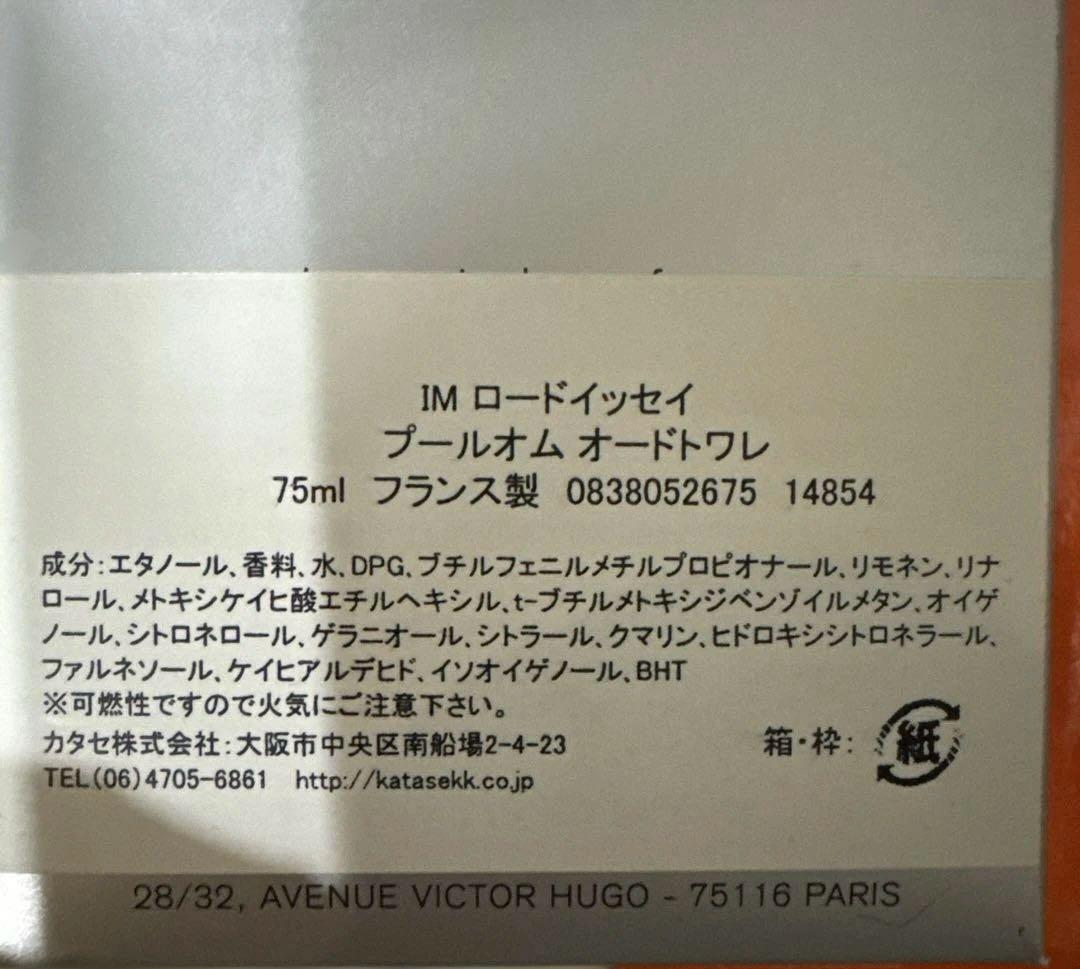 IM ロードイッセイ
プールオム オードトワレ
75ml フランス製 0838052675 14854
成分:エタノール、香料、水、DPG、ブチルフェニルメチルプロピオナール、リモネン、リナ
ロール、メトキシケイヒ酸エチルヘキシル、t-ブチルメトキシジベンゾイルメタン、オイゲ
ノール、シトロネロール、ゲラニオール、シトラール、クマリン、ヒドロキシシトロネラール、
ファルネソール、ケイヒアルデヒド、イソオイゲノール、BHT
※可燃性ですので火気にご注意下さい。
カタセ株式会社:大阪市中央区南船場2-4-23
TEL(06)4705-6861 http://katasekk.co.jp
箱・枠: 紙
28/32, AVENUE VICTOR HUGO - 75116 PARIS